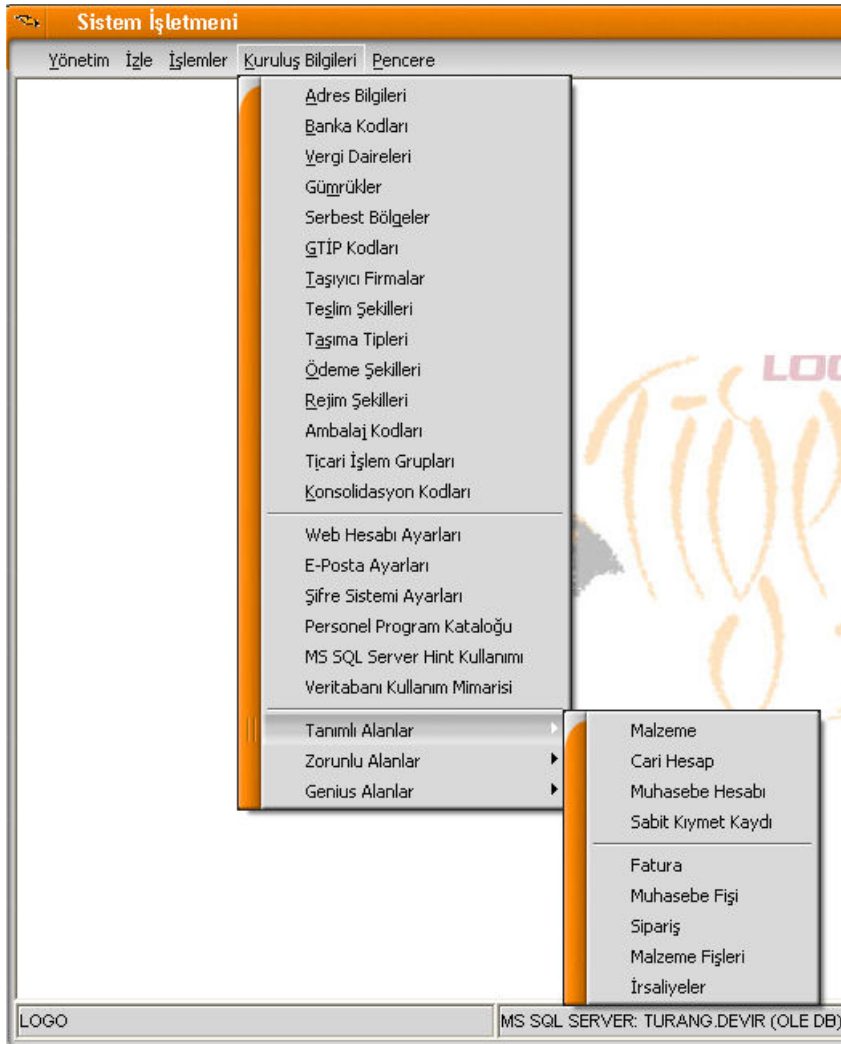 Sistem İşletmeni
Yönetim İzle İşlemler Kuruluş Bilgileri Pencere
Adres Bilgileri
Banka Kodları
Vergi Daireleri
Gümrükler
Serbest Bölgeler
GTİP Kodları
Taşıyıcı Firmalar
Teslim Şekilleri
Taşıma Tipleri
Ödeme Şekilleri
Rejim Şekilleri
Ambalaj Kodları
Ticari İşlem Grupları
Konsolidasyon Kodları
Web Hesabı Ayarları
E-Posta Ayarları
Şifre Sistemi Ayarları
Personel Program Kataloğu
MS SQL Server Hint Kullanımı
Veritabanı Kullanım Mimarisi
Tanımlı Alanlar
Zorunlu Alanlar
Genius Alanlar
Malzeme
Cari Hesap
Muhasebe Hesabı
Sabit Kıymet Kaydı
Fatura
Muhasebe Fişi
Sipariş
Malzeme Fişleri
İrsaliyeler
LOGO
MS SQL SERVER: TURANG.DEVIR (OLE DB)